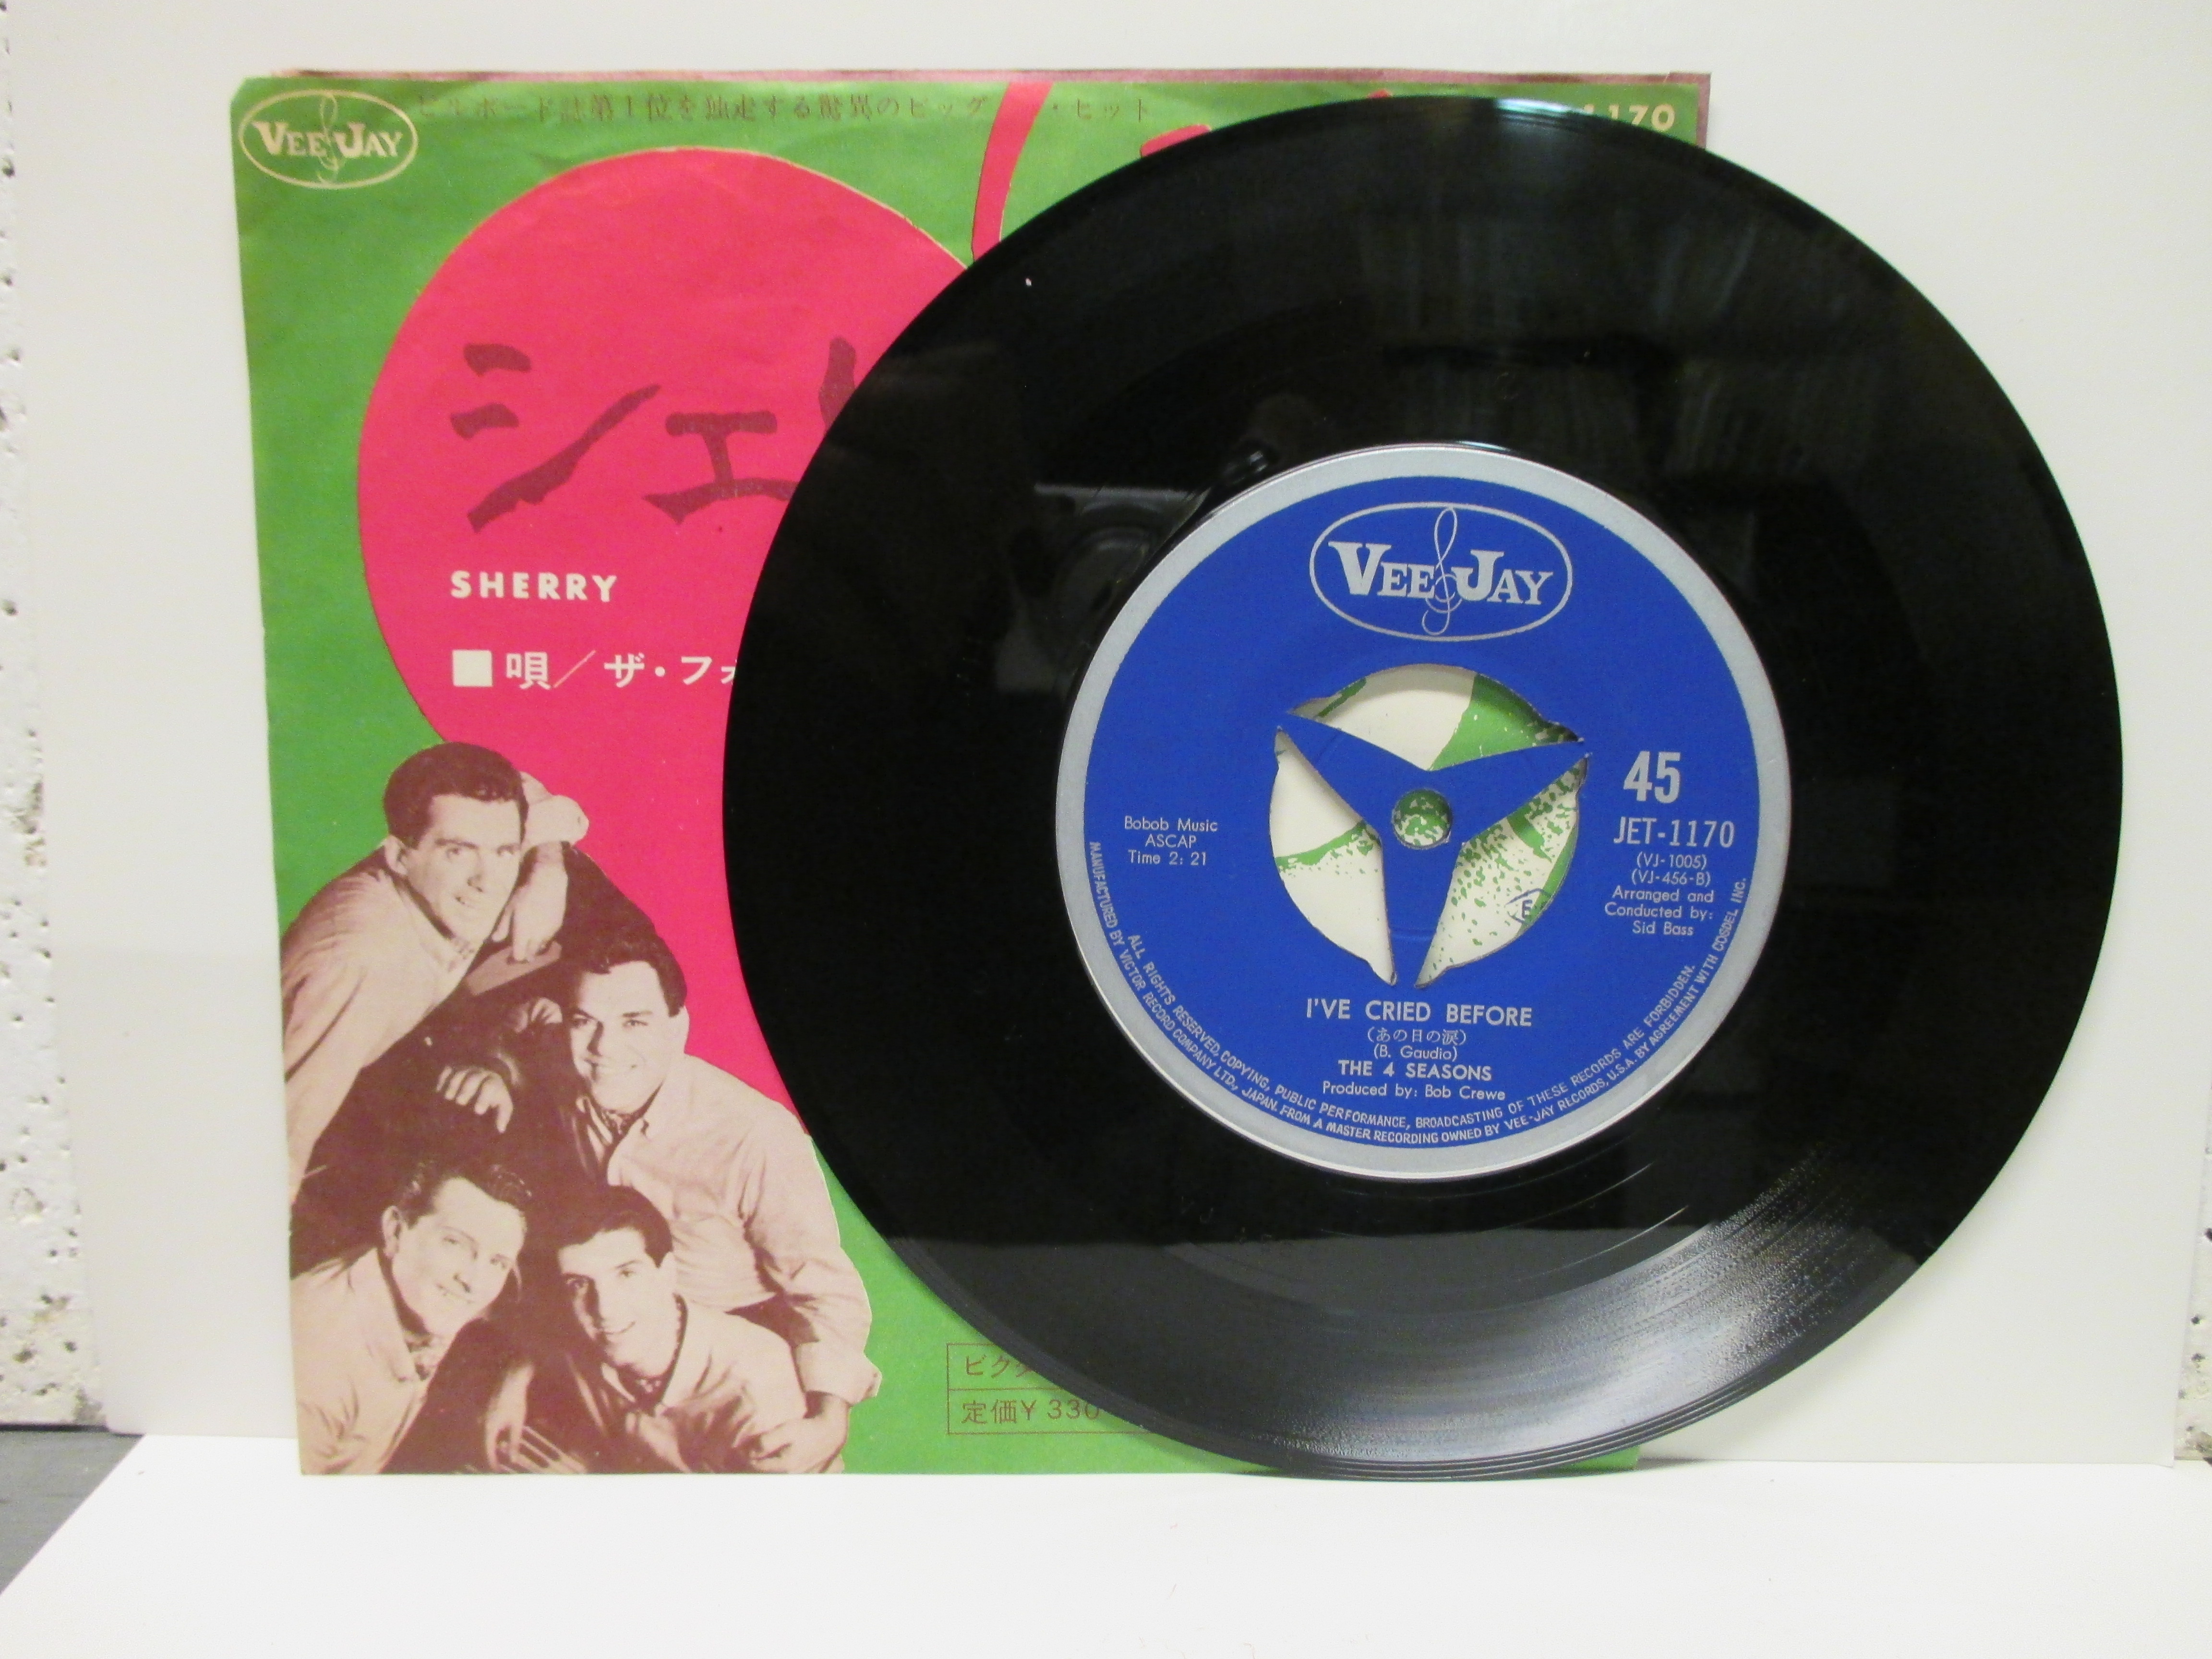 VEE JAY
ビルボード誌第1位を独走する驚異のビッグ・ヒット
1170
シェ
SHERRY
■唄／ザ・フォ
ビクタ
定価¥330
VEE JAY
45
JET-1170
(VJ-1005)
(VJ-456-B)
Arranged and
Conducted by:
Sid Bass
Bobob Music
ASCAP
Time 2: 21
E
I'VE CRIED BEFORE
(あの日の涙)
(B. Gaudio)
THE 4 SEASONS
Produced by: Bob Crewe
ALL RIGHTS RESERVED, COPYING, PUBLIC PERFORMANCE, BROADCASTING OF THESE RECORDS ARE FORBIDDEN.
MANUFACTURED BY VICTOR RECORD COMPANY LTD., JAPAN. FROM A MASTER RECORDING OWNED BY VEE-JAY RECORDS, U.S.A. BY AGREEMENT WITH COSDEL INC.